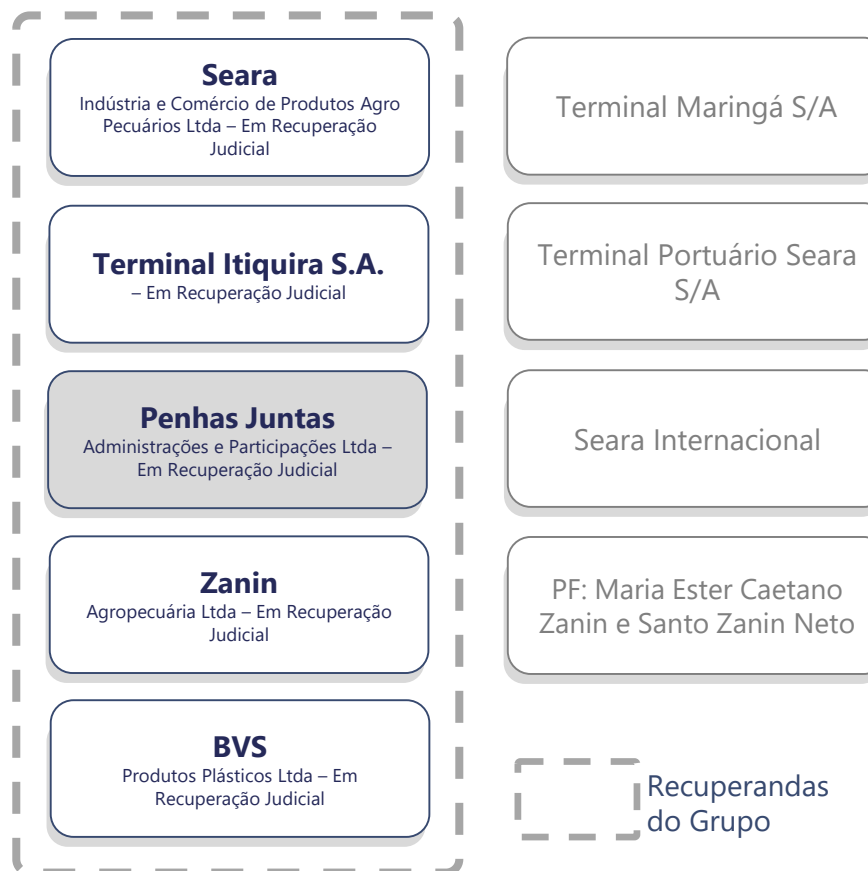 Seara
Indústria e Comércio de Produtos Agro
Pecuários Ltda – Em Recuperação
Judicial
Terminal Itiquira S.A.
– Em Recuperação Judicial
Penhas Juntas
Administrações e Participações Ltda –
Em Recuperação Judicial
Zanin
Agropecuária Ltda – Em Recuperação
Judicial
BVS
Produtos Plásticos Ltda – Em
Recuperação Judicial
Terminal Maringá S/A
Terminal Portuário Seara
S/A
Seara Internacional
PF: Maria Ester Caetano
Zanin e Santo Zanin Neto
Recuperandas
do Grupo